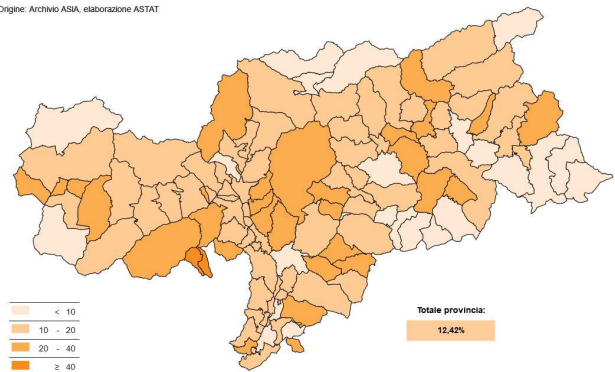 Origine: Archivio ASIA, elaborazione ASTAT
< 10
10 - 20
20 - 40
≥ 40
Totale provincia:
12,42%